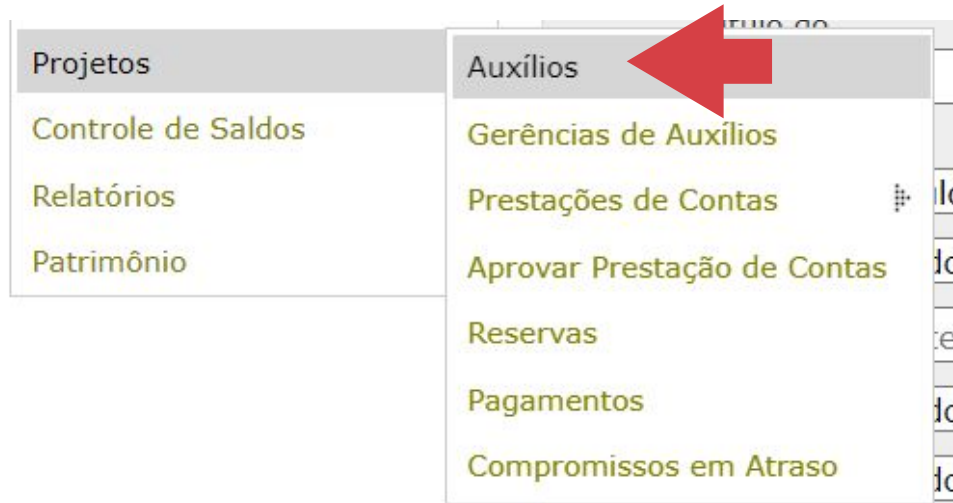 Projetos
Controle de Saldos
Relatórios
Patrimônio
Auxílios
Gerências de Auxílios
Prestações de Contas
Aprovar Prestação de Contas
Reservas
Pagamentos
Compromissos em Atraso